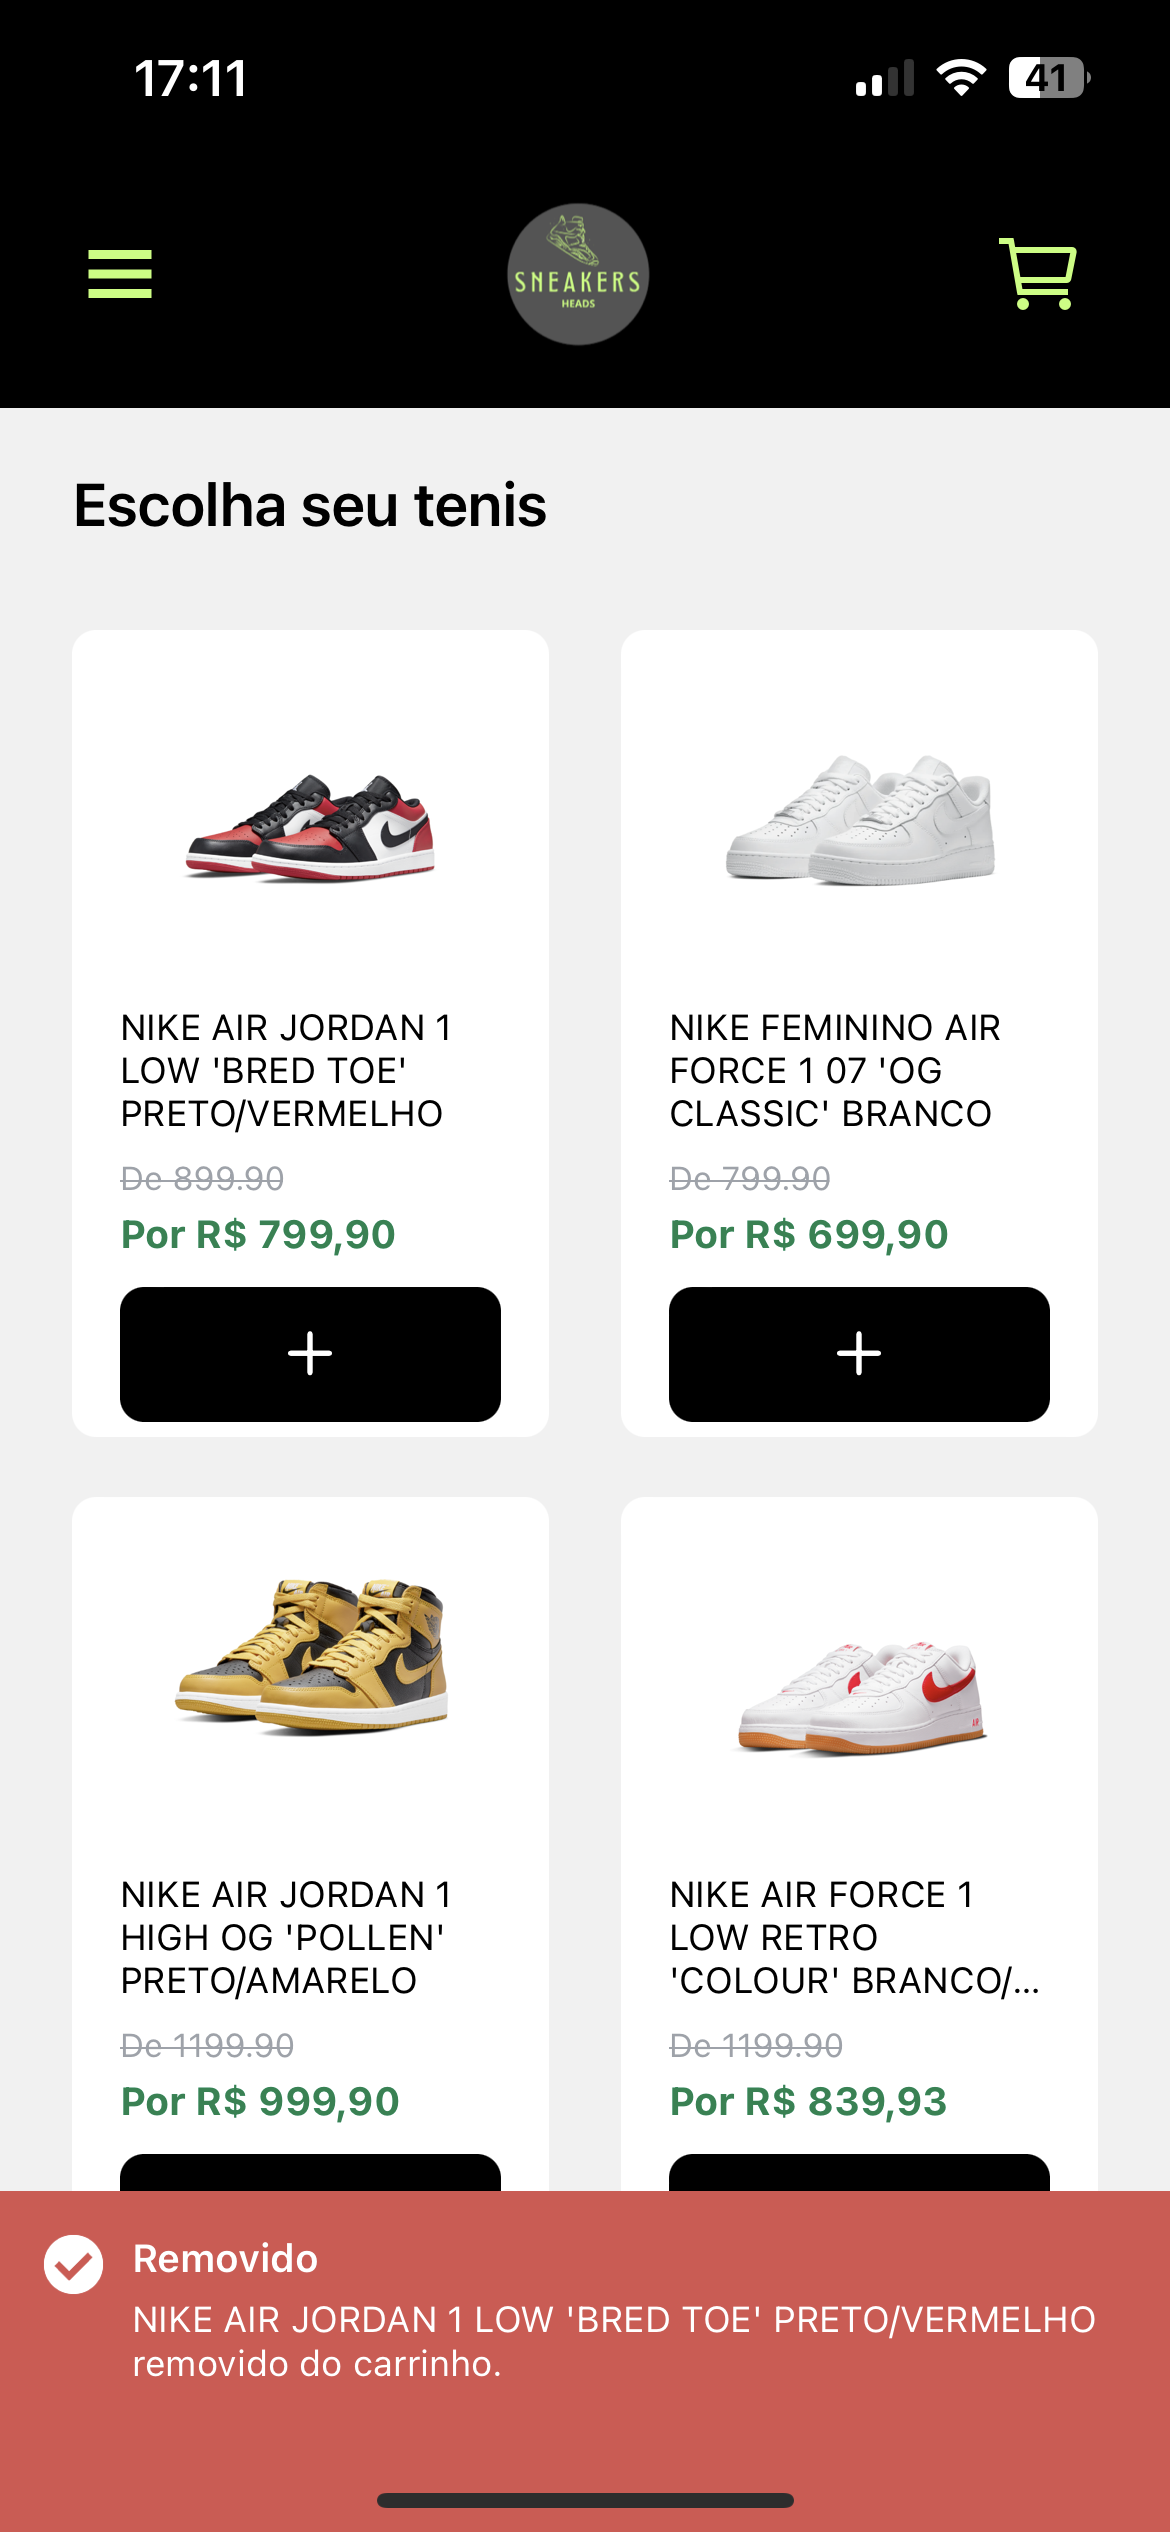 17:11
41
SNEAKERS
HEADS
Escolha seu tenis
NIKE AIR JORDAN 1
LOW 'BRED TOE'
PRETO/VERMELHO
De 899.90
Por R$ 799,90
NIKE FEMININO AIR
FORCE 1 07 'OG
CLASSIC' BRANCO
De 799.90
Por R$ 699,90
NIKE AIR JORDAN 1
HIGH OG 'POLLEN'
PRETO/AMARELO
De 1199.90
Por R$ 999,90
NIKE AIR FORCE 1
LOW RETRO
'COLOUR' BRANCO/...
De 1199.90
Por R$ 839,93
Removido
NIKE AIR JORDAN 1 LOW 'BRED TOE' PRETO/VERMELHO
removido do carrinho.